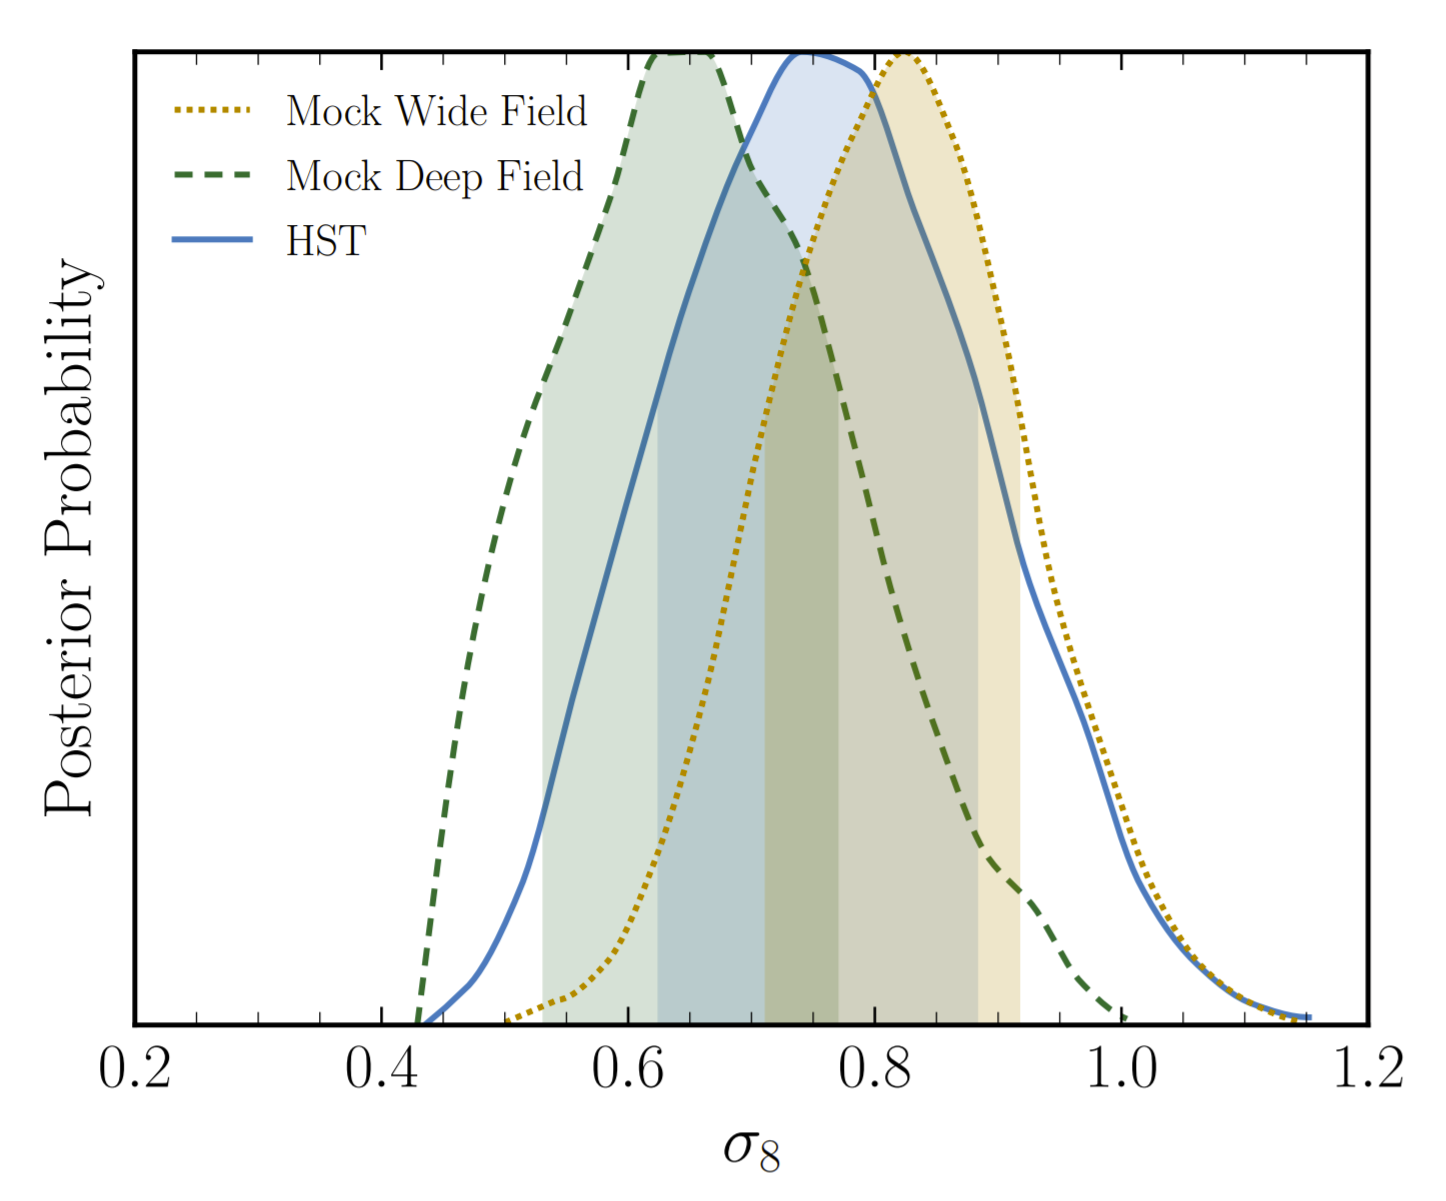 Mock Wide Field
Mock Deep Field
HST
Posterior Probability
0.2 0.4 0.6 0.8 1.0 1.2
σ₈